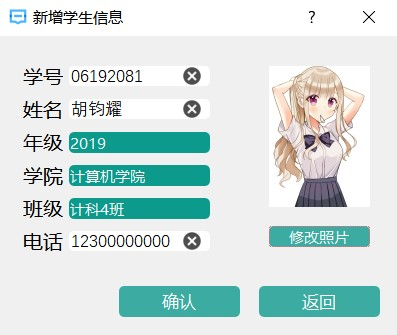 新增学生信息
学号 06192081
姓名 胡钧耀
年级 2019
学院 计算机学院
班级 计科4班
电话 12300000000
修改照片
确认 返回